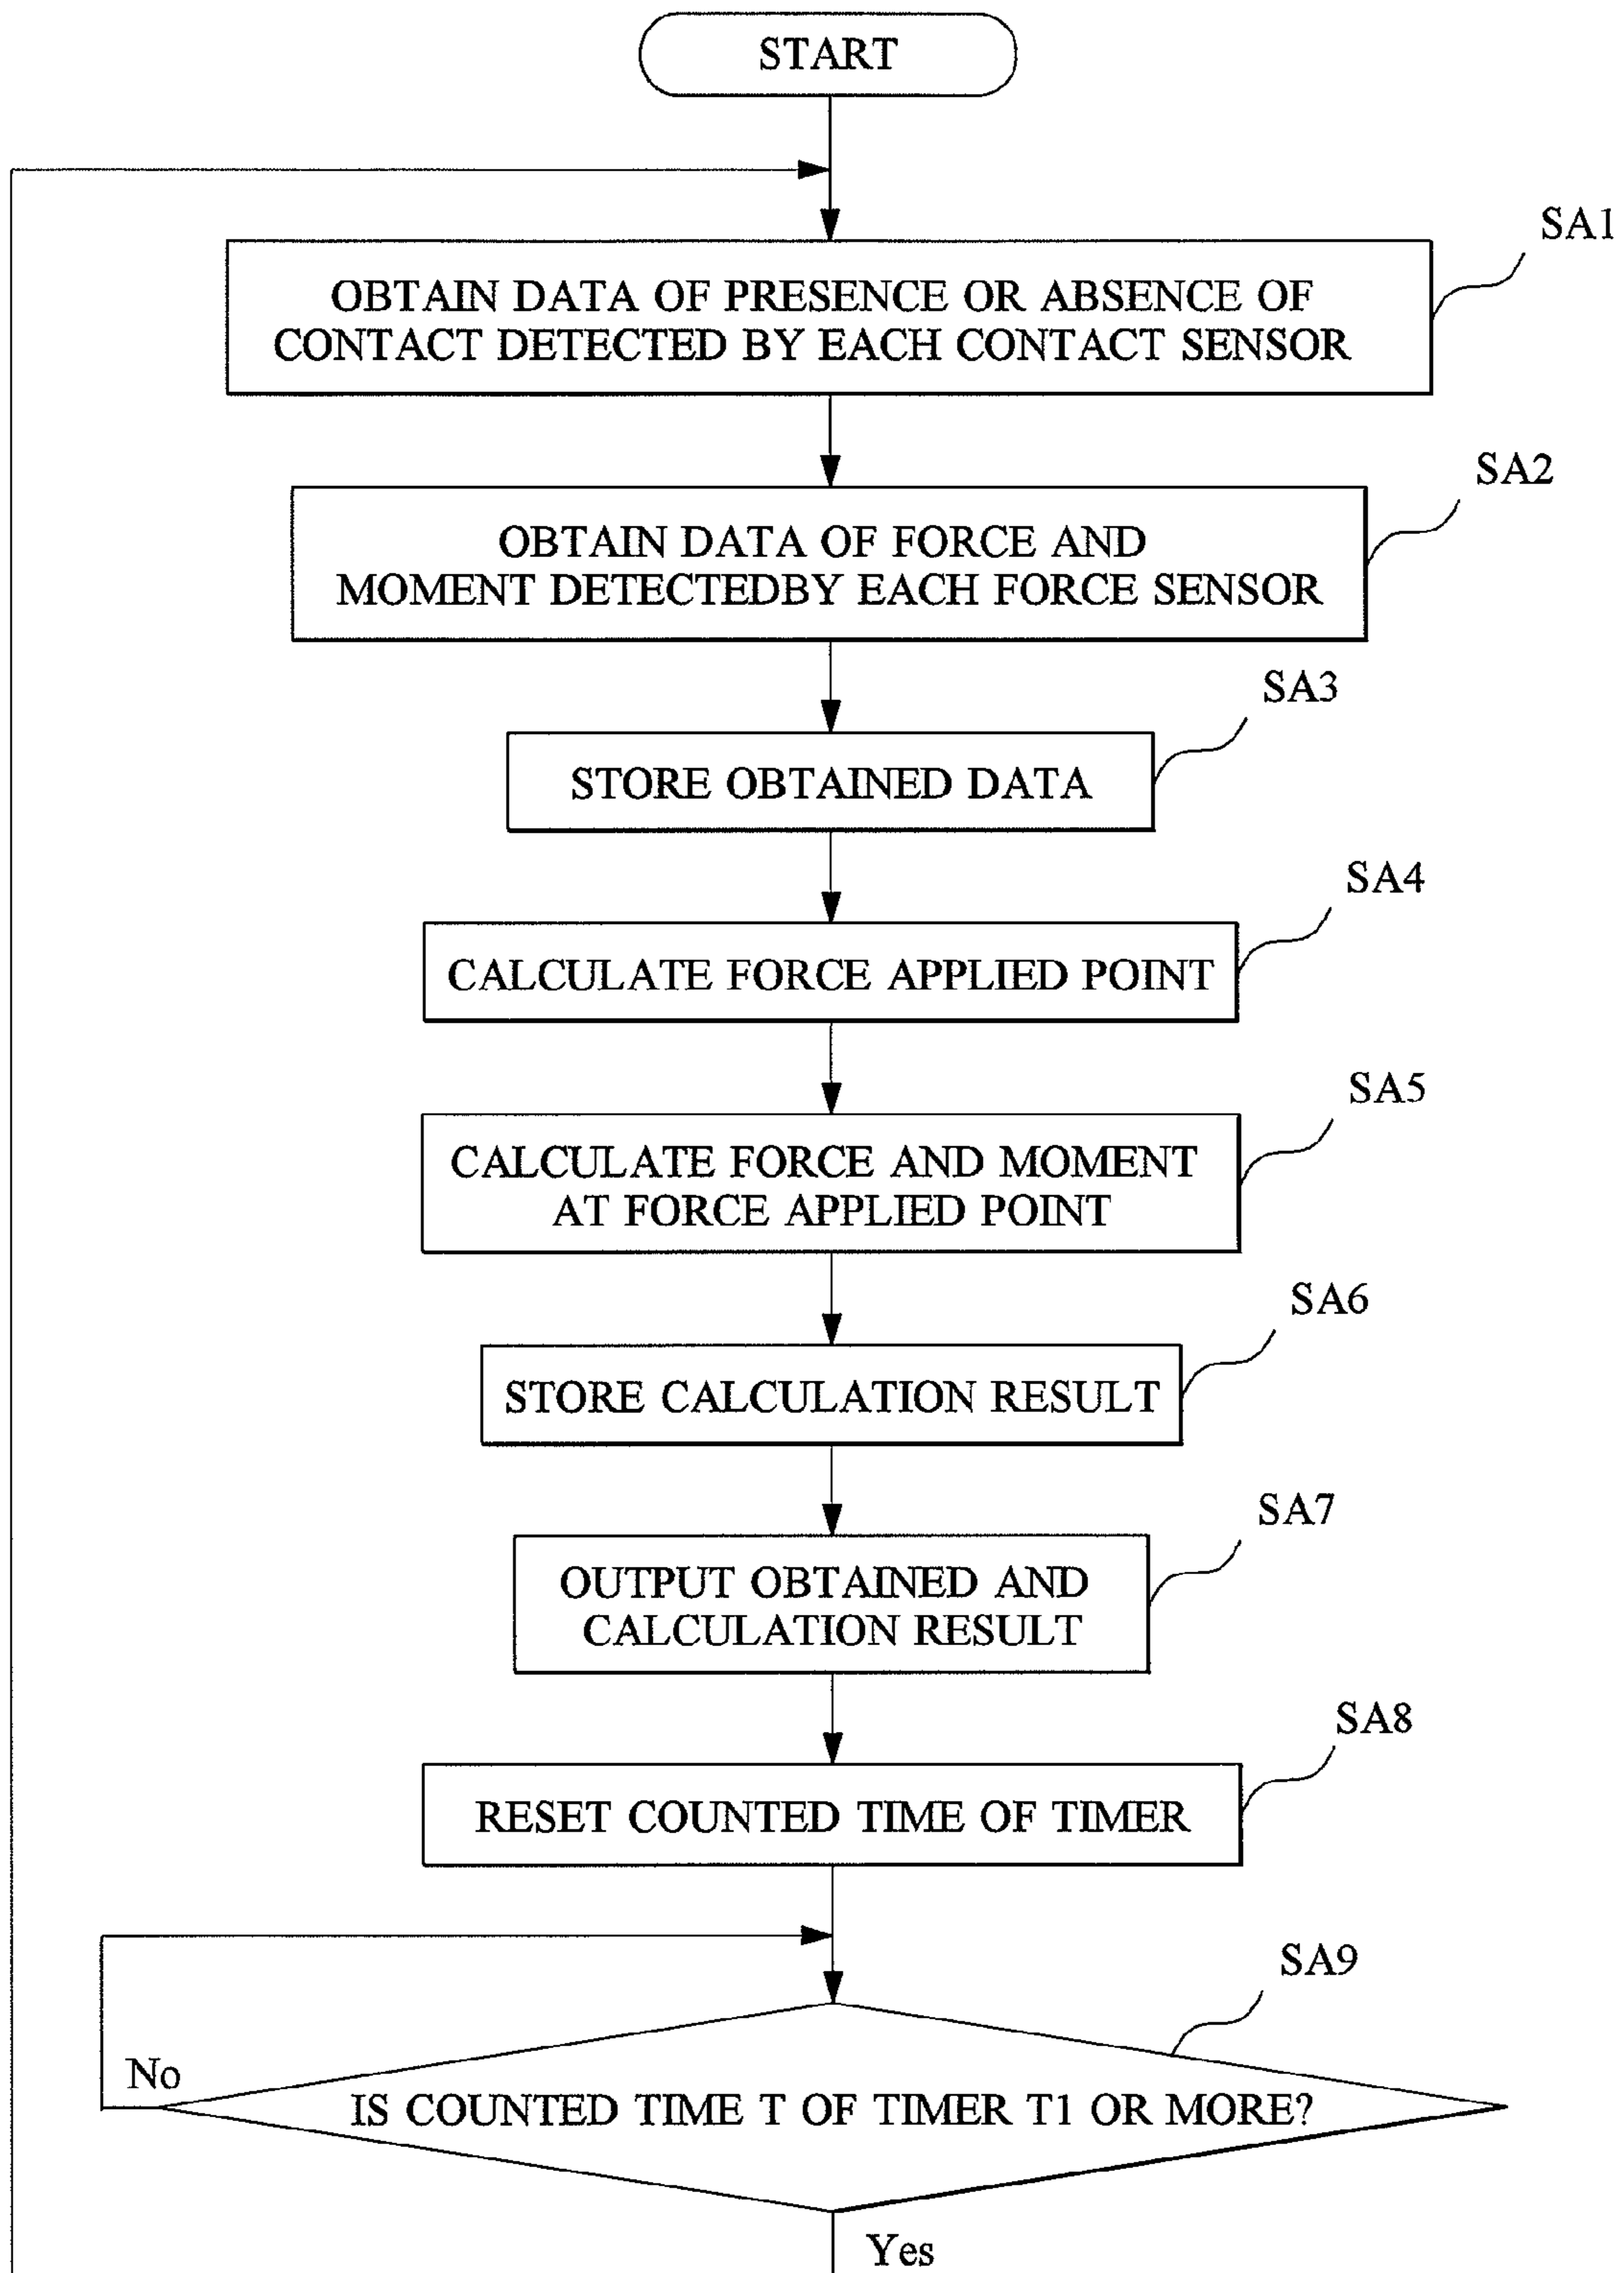 START
SA1
OBTAIN DATA OF PRESENCE OR ABSENCE OF
CONTACT DETECTED BY EACH CONTACT SENSOR
SA2
OBTAIN DATA OF FORCE AND
MOMENT DETECTEDBY EACH FORCE SENSOR
SA3
STORE OBTAINED DATA
SA4
CALCULATE FORCE APPLIED POINT
SA5
CALCULATE FORCE AND MOMENT
AT FORCE APPLIED POINT
SA6
STORE CALCULATION RESULT
SA7
OUTPUT OBTAINED AND
CALCULATION RESULT
SA8
RESET COUNTED TIME OF TIMER
SA9
No
IS COUNTED TIME T OF TIMER T1 OR MORE?
Yes